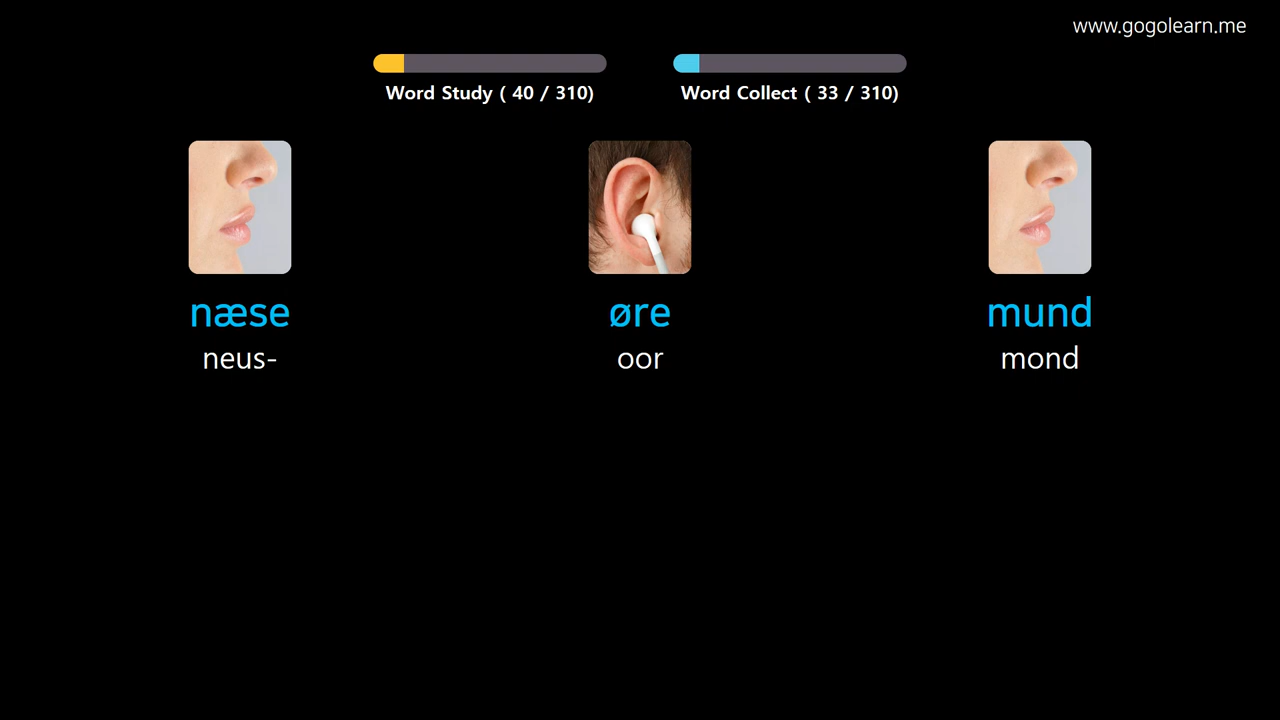 www.gogolearn.me
Word Study ( 40 / 310)
Word Collect ( 33 / 310)
næse
øre
mund
neus-
oor
mond